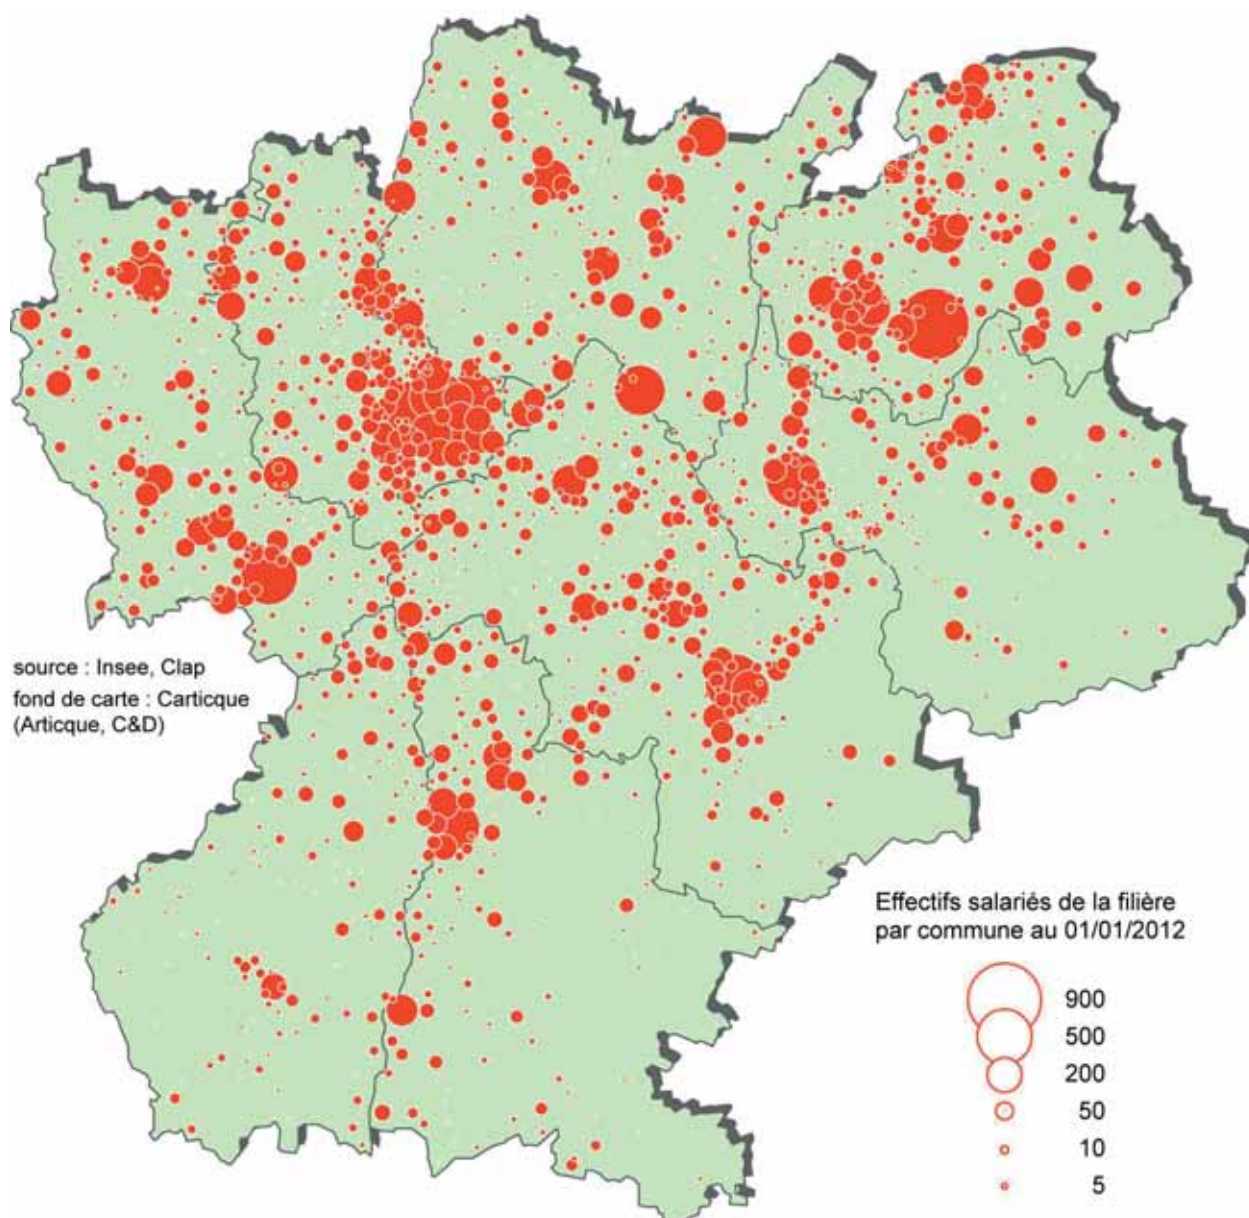 source : Insee, Clap
fond de carte : Carticque
(Articque, C&D)
Effectifs salariés de la filière
par commune au 01/01/2012
900
500
200
50
10
5